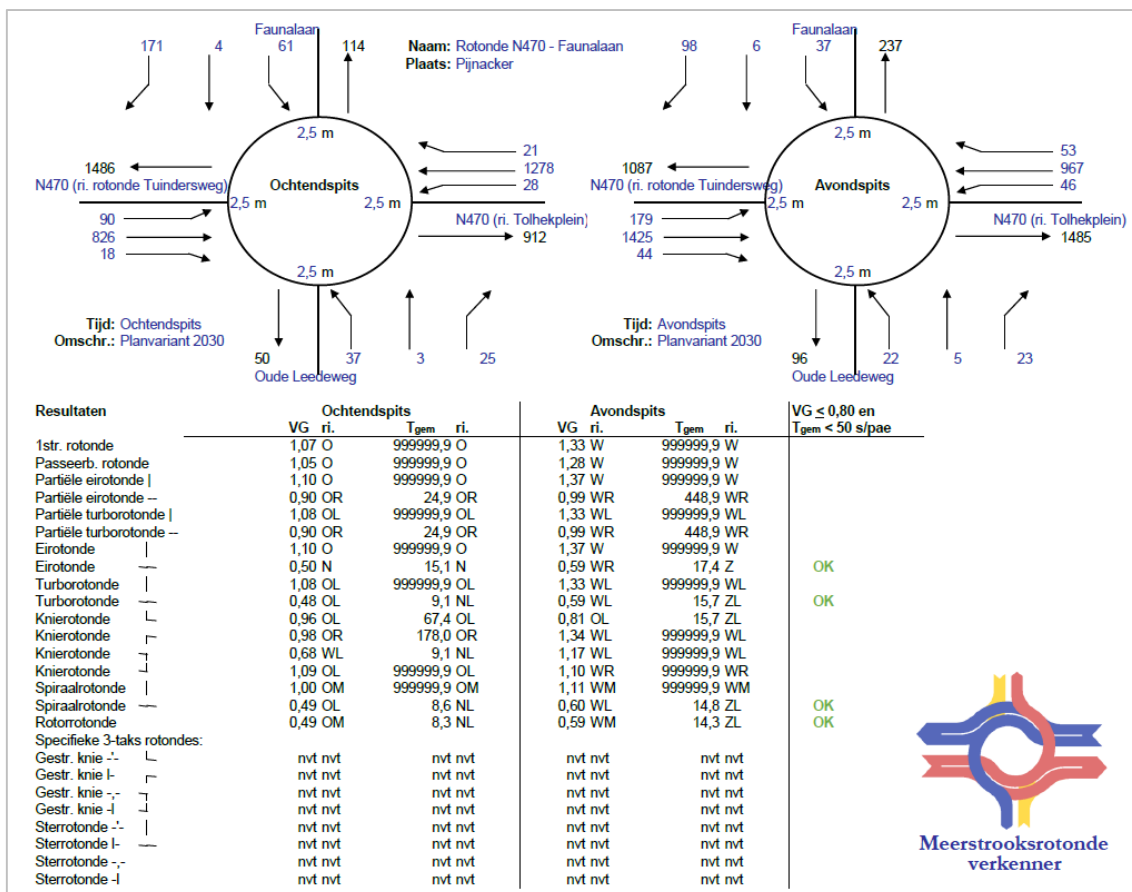 Faunalaan
171 4 61 114
Naam: Rotonde N470 - Faunalaan
Plaats: Pijnacker
Faunalaan
98 6 37 237
2,5 m
21
1278
28
1486
N470 (ri. rotonde Tuindersweg)
Ochtendspits
2,5 m 2,5 m
90
826
18
N470 (ri. Tolhekplein)
912
2,5 m
Tijd: Ochtendspits
Omschr.: Planvariant 2030
50 37 3 25
Oude Leedeweg
2,5 m
53
967
46
1087
N470 (ri. rotonde Tuindersweg)
Avondspits
2,5 m 2,5 m
179
1425
44
N470 (ri. Tolhekplein)
1485
2,5 m
Tijd: Avondspits
Omschr.: Planvariant 2030
96 22 5 23
Oude Leedeweg
Resultaten Ochtendspits Avondspits VG ≤ 0,80 en
VG ri. Tgem ri. VG ri. Tgem ri. Tgem < 50 s/pae
1str. rotonde 1,07 O 999999,9 O 1,33 W 999999,9 W
Passeerb. rotonde 1,05 O 999999,9 O 1,28 W 999999,9 W
Partiële eirotonde | 1,10 O 999999,9 O 1,37 W 999999,9 W
Partiële eirotonde -- 0,90 OR 24,9 OR 0,99 WR 448,9 WR
Partiële turborotonde | 1,08 OL 999999,9 OL 1,33 WL 999999,9 WL
Partiële turborotonde -- 0,90 OR 24,9 OR 0,99 WR 448,9 WR
Eirotonde 1,10 O 999999,9 O 1,37 W 999999,9 W
Eirotonde 0,50 N 15,1 N 0,59 WR 17,4 Z OK
Turborotonde 1,08 OL 999999,9 OL 1,33 WL 999999,9 WL
Turborotonde 0,48 OL 9,1 NL 0,59 WL 15,7 ZL OK
Knierotonde 0,96 OL 67,4 OL 0,81 OL 15,7 ZL
Knierotonde 0,98 OR 178,0 OR 1,34 WL 999999,9 WL
Knierotonde 0,68 WL 9,1 NL 1,17 WL 999999,9 WL
Knierotonde 1,09 OL 999999,9 OL 1,10 WR 999999,9 WR
Spiraalrotonde 1,00 OM 999999,9 OM 1,11 WM 999999,9 WM
Spiraalrotonde 0,49 OL 8,6 NL 0,60 WL 14,8 ZL OK
Rotorrotonde 0,49 OM 8,3 NL 0,59 WM 14,3 ZL OK
Specifieke 3-taks rotondes:
Gestr. knie -'- nvt nvt nvt nvt nvt nvt nvt nvt
Gestr. knie I- nvt nvt nvt nvt nvt nvt nvt nvt
Gestr. knie -,- nvt nvt nvt nvt nvt nvt nvt nvt
Gestr. knie -I nvt nvt nvt nvt nvt nvt nvt nvt
Sterrotonde -'- nvt nvt nvt nvt nvt nvt nvt nvt
Sterrotonde I- nvt nvt nvt nvt nvt nvt nvt nvt
Sterrotonde -,- nvt nvt nvt nvt nvt nvt nvt nvt
Sterrotonde -I nvt nvt nvt nvt nvt nvt nvt nvt
Meerstrooksrotonde
verkenner